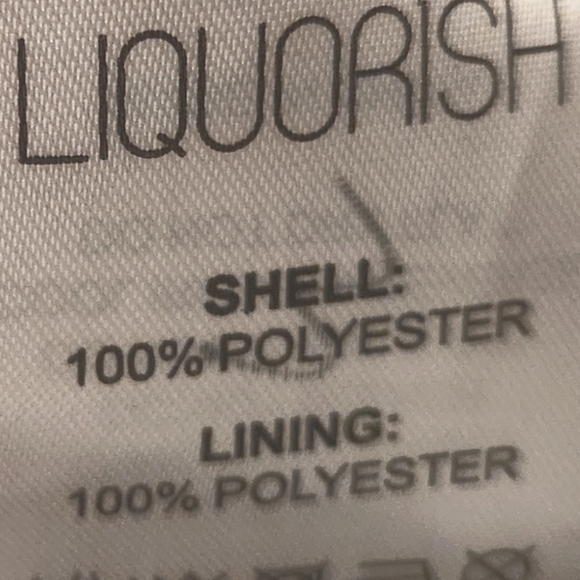 LIQUORISH
SHELL:
100% POLYESTER
LINING:
100% POLYESTER